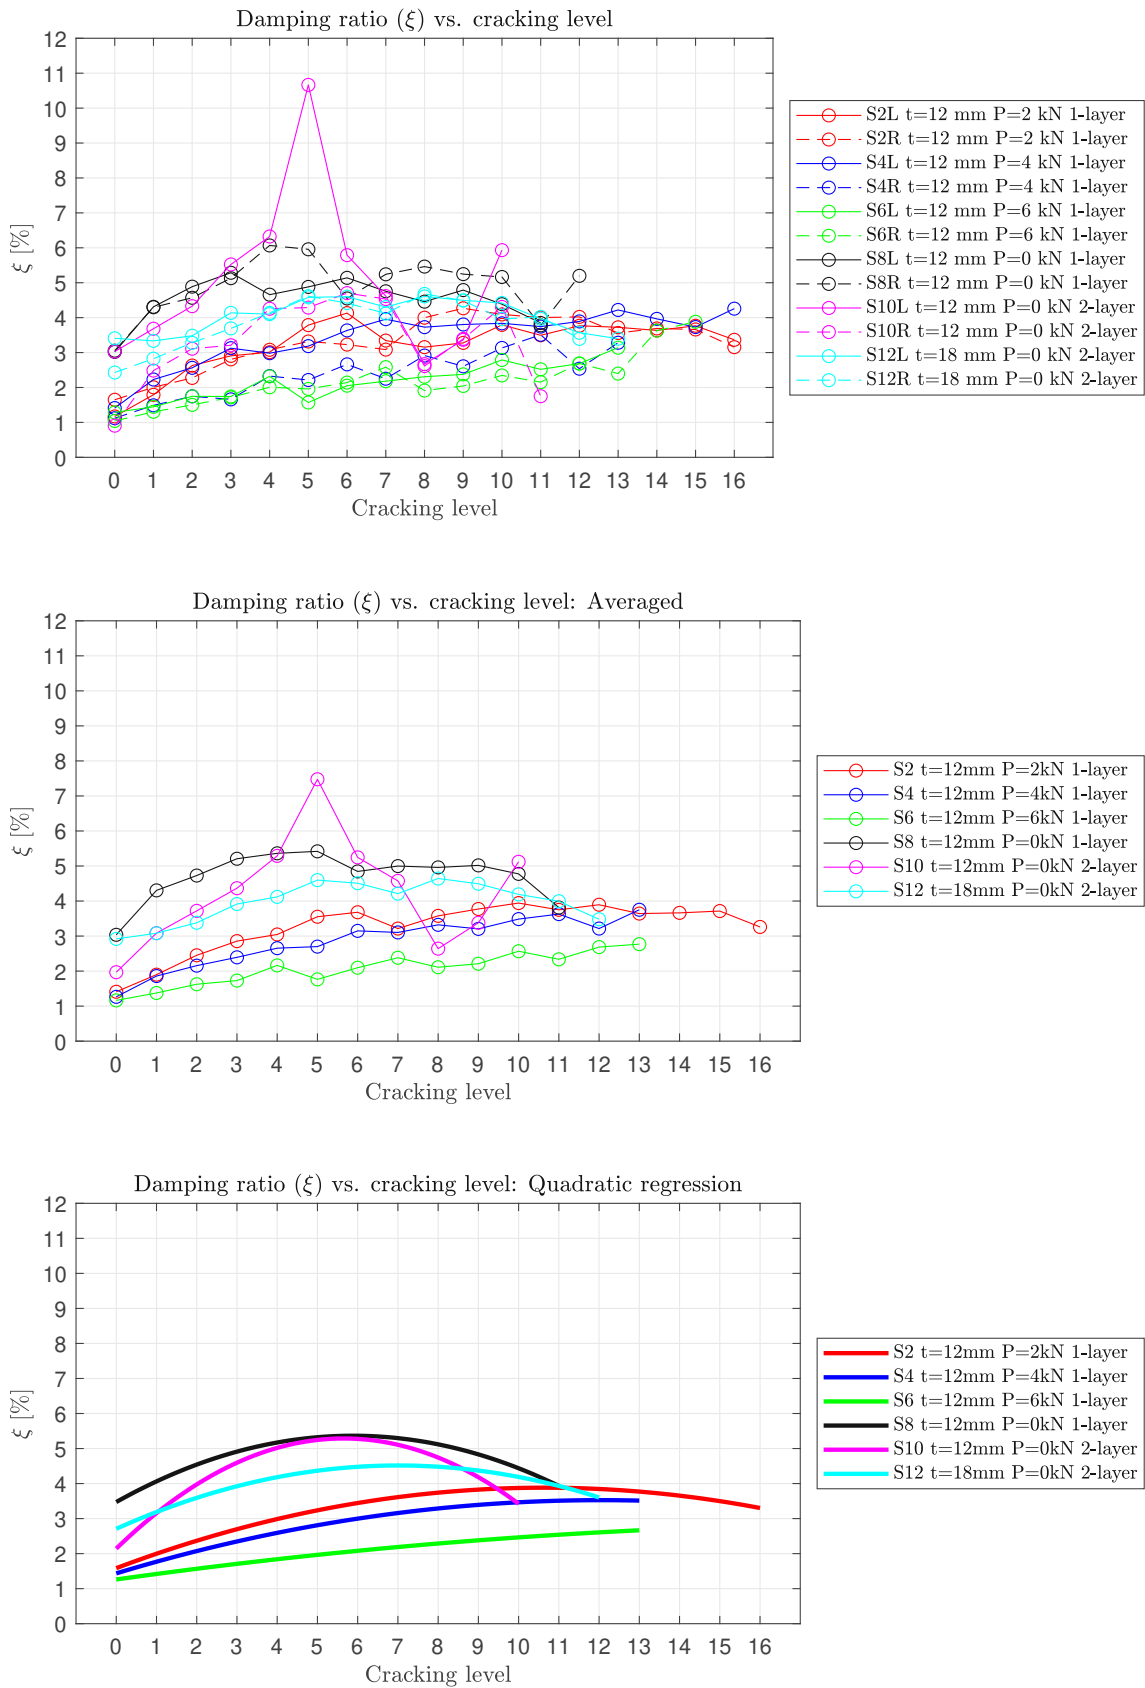 Damping ratio (ξ) vs. cracking level
12
11
10
9
8
7
6
5
4
3
2
1
0
ξ [%]
0 1 2 3 4 5 6 7 8 9 10 11 12 13 14 15 16
Cracking level
S2L t=12 mm P=2 kN 1-layer
S2R t=12 mm P=2 kN 1-layer
S4L t=12 mm P=4 kN 1-layer
S4R t=12 mm P=4 kN 1-layer
S6L t=12 mm P=6 kN 1-layer
S6R t=12 mm P=6 kN 1-layer
S8L t=12 mm P=0 kN 1-layer
S8R t=12 mm P=0 kN 1-layer
S10L t=12 mm P=0 kN 2-layer
S10R t=12 mm P=0 kN 2-layer
S12L t=18 mm P=0 kN 2-layer
S12R t=18 mm P=0 kN 2-layer
Damping ratio (ξ) vs. cracking level: Averaged
12
11
10
9
8
7
6
5
4
3
2
1
0
ξ [%]
0 1 2 3 4 5 6 7 8 9 10 11 12 13 14 15 16
Cracking level
S2 t=12mm P=2kN 1-layer
S4 t=12mm P=4kN 1-layer
S6 t=12mm P=6kN 1-layer
S8 t=12mm P=0kN 1-layer
S10 t=12mm P=0kN 2-layer
S12 t=18mm P=0kN 2-layer
Damping ratio (ξ) vs. cracking level: Quadratic regression
12
11
10
9
8
7
6
5
4
3
2
1
0
ξ [%]
0 1 2 3 4 5 6 7 8 9 10 11 12 13 14 15 16
Cracking level
S2 t=12mm P=2kN 1-layer
S4 t=12mm P=4kN 1-layer
S6 t=12mm P=6kN 1-layer
S8 t=12mm P=0kN 1-layer
S10 t=12mm P=0kN 2-layer
S12 t=18mm P=0kN 2-layer